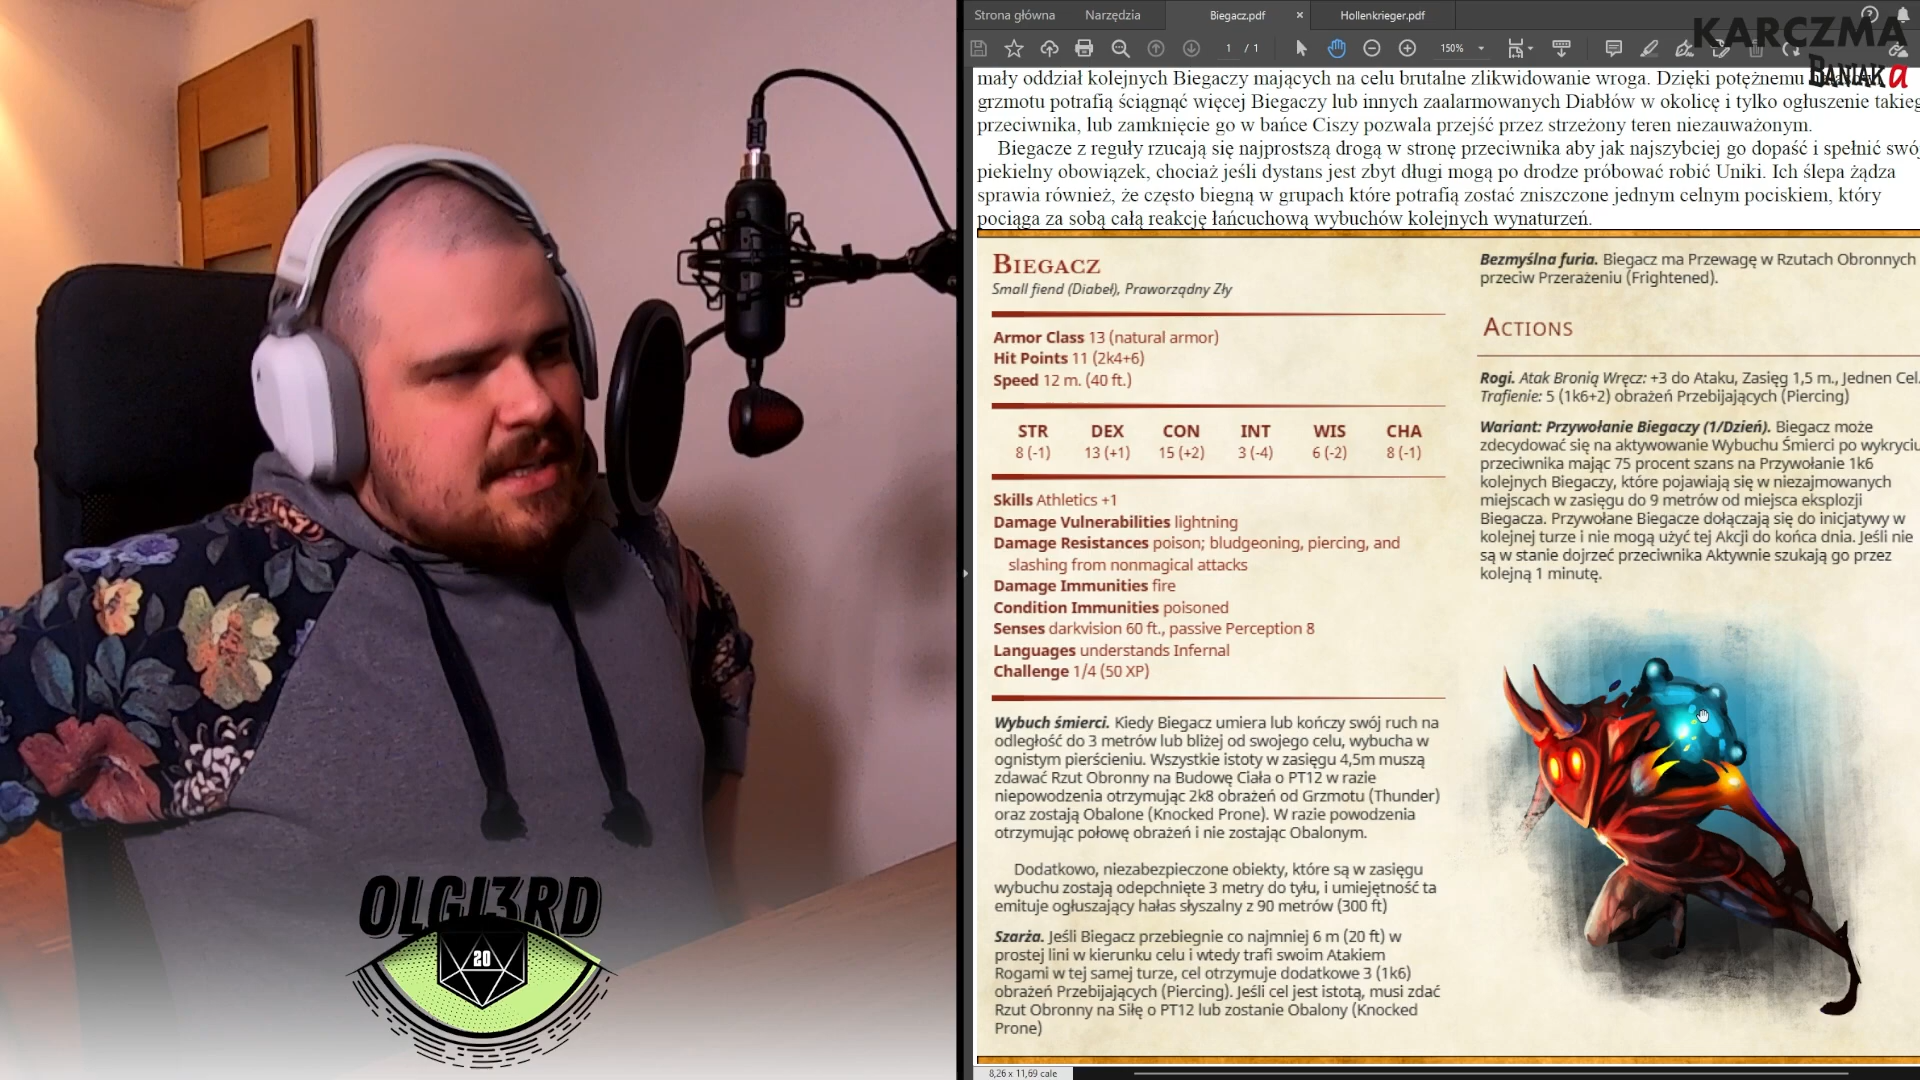 Strona główna
Narzędzia
Biegacz.pdf
Hollenkrieger.pdf
KARCZMA
BANIAKa
1 / 1
150%
mały oddział kolejnych Biegaczy mających na celu brutalne zlikwidowanie wroga. Dzięki potężnemu
grzmotu potrafią ściągnąć więcej Biegaczy lub innych zaalarmowanych Diabłów w okolicę i tylko ogłuszenie takieg
przeciwnika, lub zamknięcie go w bańce Ciszy pozwala przejść przez strzeżony teren niezauważonym.
Biegacze z reguły rzucają się najprostszą drogą w stronę przeciwnika aby jak najszybciej go dopaść i spełnić swó
piekielny obowiązek, chociaż jeśli dystans jest zbyt długi mogą po drodze próbować robić Uniki. Ich ślepa żądza
sprawia również, że często biegną w grupach które potrafią zostać zniszczone jednym celnym pociskiem, który
pociąga za sobą całą reakcję łańcuchową wybuchów kolejnych wynaturzeń.
BIEGACZ
Small fiend (Diabeł), Praworządny Zły
Armor Class 13 (natural armor)
Hit Points 11 (2k4+6)
Speed 12 m. (40 ft.)
STR DEX CON INT WIS CHA
8 (-1) 13 (+1) 15 (+2) 3 (-4) 6 (-2) 8 (-1)
Skills Athletics +1
Damage Vulnerabilities lightning
Damage Resistances poison; bludgeoning, piercing, and
slashing from nonmagical attacks
Damage Immunities fire
Condition Immunities poisoned
Senses darkvision 60 ft., passive Perception 8
Languages understands Infernal
Challenge 1/4 (50 XP)
Wybuch śmierci. Kiedy Biegacz umiera lub kończy swój ruch na
odległość do 3 metrów lub bliżej od swojego celu, wybucha w
ognistym pierścieniu. Wszystkie istoty w zasięgu 4,5m muszą
zdawać Rzut Obronny na Budowę Ciała o PT12 w razie
niepowodzenia otrzymując 2k8 obrażeń od Grzmotu (Thunder)
oraz zostają Obalone (Knocked Prone). W razie powodzenia
otrzymując połowę obrażeń i nie zostając Obalonym.
Dodatkowo, niezabezpieczone obiekty, które są w zasięgu
wybuchu zostają odepchnięte 3 metry do tyłu, i umiejętność ta
emituje ogłuszający hałas słyszalny z 90 metrów (300 ft)
Szarża. Jeśli Biegacz przebiegnie co najmniej 6 m (20 ft) w
prostej lini w kierunku celu i wtedy trafi swoim Atakiem
Rogami w tej samej turze, cel otrzymuje dodatkowe 3 (1k6)
obrażeń Przebijających (Piercing). Jeśli cel jest istotą, musi zdać
Rzut Obronny na Siłę o PT12 lub zostanie Obalony (Knocked
Prone)
Bezmyślna furia. Biegacz ma Przewagę w Rzutach Obronnych
przeciw Przerażeniu (Frightened).
ACTIONS
Rogi. Atak Bronią Wręcz: +3 do Ataku, Zasięg 1,5 m., Jednen Cel.
Trafienie: 5 (1k6+2) obrażeń Przebijających (Piercing)
Wariant: Przywołanie Biegaczy (1/Dzień). Biegacz może
zdecydować się na aktywowanie Wybuchu Śmierci po wykryciu
przeciwnika mając 75 procent szans na Przywołanie 1k6
kolejnych Biegaczy, które pojawiają się w niezajmowanych
miejscach w zasięgu do 9 metrów od miejsca eksplozji
Biegacza. Przywołane Biegacze dołączają się do inicjatywy w
kolejnej turze i nie mogą użyć tej Akcji do końca dnia. Jeśli nie
są w stanie dojrzeć przeciwnika Aktywnie szukają go przez
kolejną 1 minutę.
OLGI3RD
20
8,26 x 11,69 cale